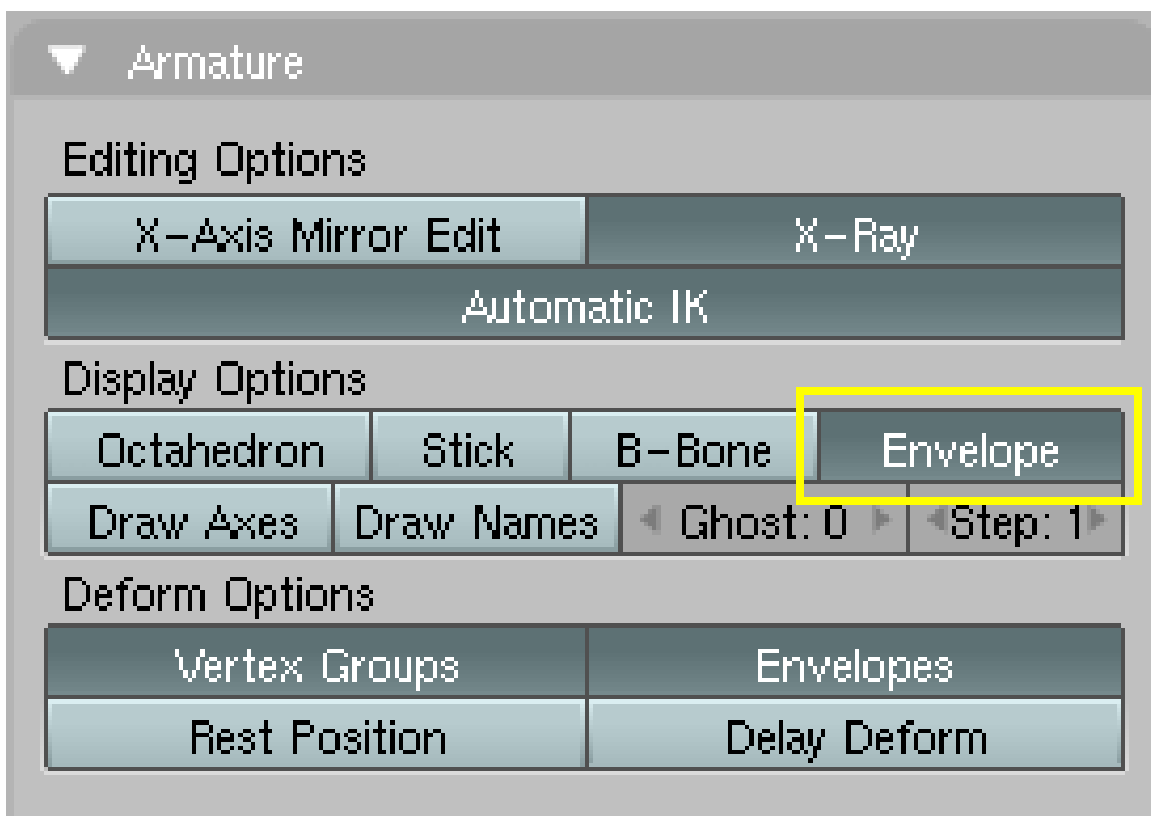 Armature
Editing Options
X-Axis Mirror Edit X-Ray
Automatic IK
Display Options
Octahedron Stick B-Bone Envelope
Draw Axes Draw Names Ghost: 0 Step: 1
Deform Options
Vertex Groups Envelopes
Rest Position Delay Deform